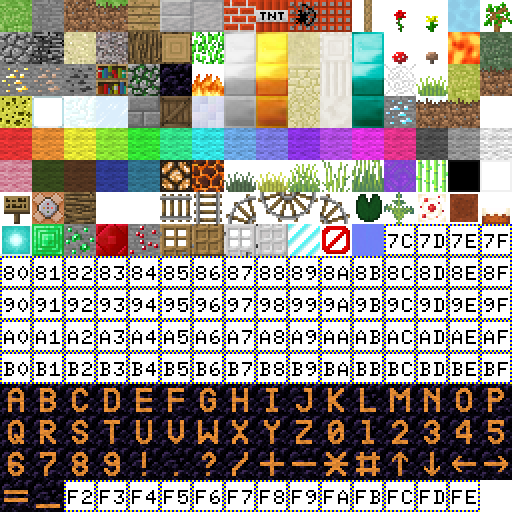 TNT
7C 7D 7E 7F
80 81 82 83 84 85 86 87 88 89 8A 8B 8C 8D 8E 8F
90 91 92 93 94 95 96 97 98 99 9A 9B 9C 9D 9E 9F
A0 A1 A2 A3 A4 A5 A6 A7 A8 A9 AA AB AC AD AE AF
B0 B1 B2 B3 B4 B5 B6 B7 B8 B9 BA BB BC BD BE BF
A B C D E F G H I J K L M N O P
Q R S T U V W X Y Z 0 1 2 3 4 5
6 7 8 9 ! . ? / + - * # ↑ ↓ ← →
= _ F2 F3 F4 F5 F6 F7 F8 F9 FA FB FC FD FE